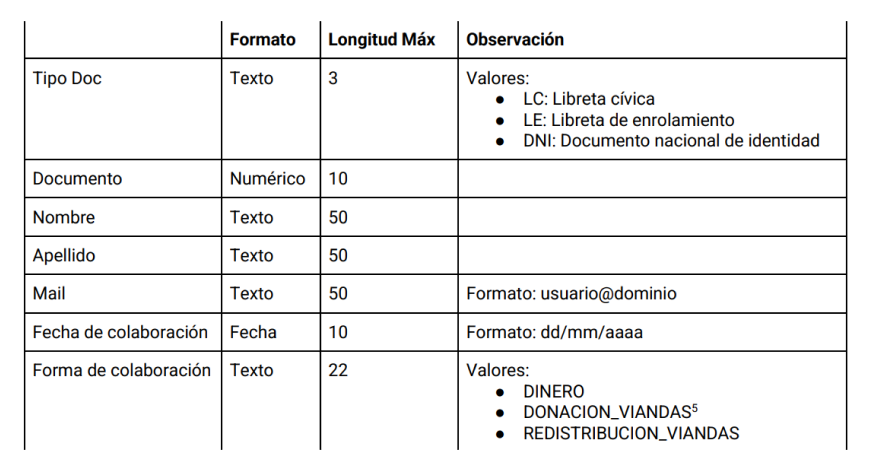 Formato Longitud Máx Observación
Tipo Doc Texto 3 Valores:
● LC: Libreta cívica
● LE: Libreta de enrolamiento
● DNI: Documento nacional de identidad
Documento Numérico 10
Nombre Texto 50
Apellido Texto 50
Mail Texto 50 Formato: usuario@dominio
Fecha de colaboración Fecha 10 Formato: dd/mm/aaaa
Forma de colaboración Texto 22 Valores:
● DINERO
● DONACION_VIANDAS⁵
● REDISTRIBUCION_VIANDAS